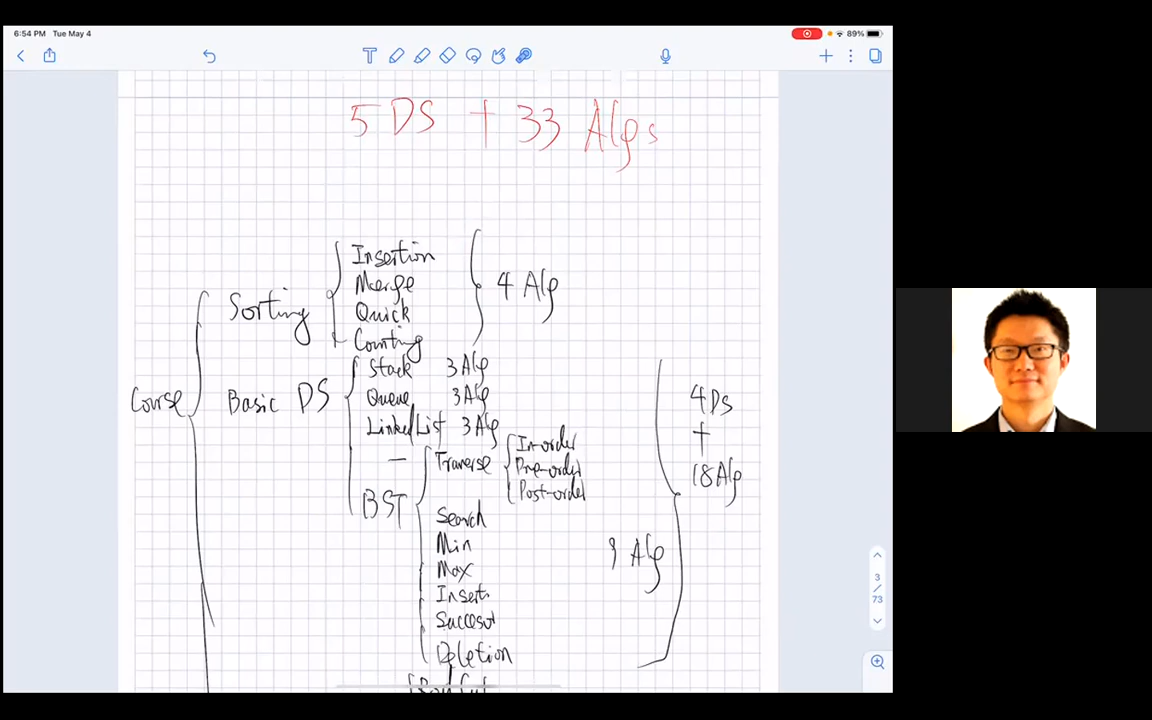 6:54 PM Tue May 4
89%
5 DS + 33 Algs
Insertion
Merge
4 Alg
Sorting
Quick
Counting
Stack 3 Alg
Course
Basic DS
Queue 3 Alg
4 DS
LinkedList 3 Alg
+
In-order
Traverse
Pre-order
18 Alg
Post-order
BST
Search
Min
9 Alg
Max
Insert
Successor
Deletion
3
/
73